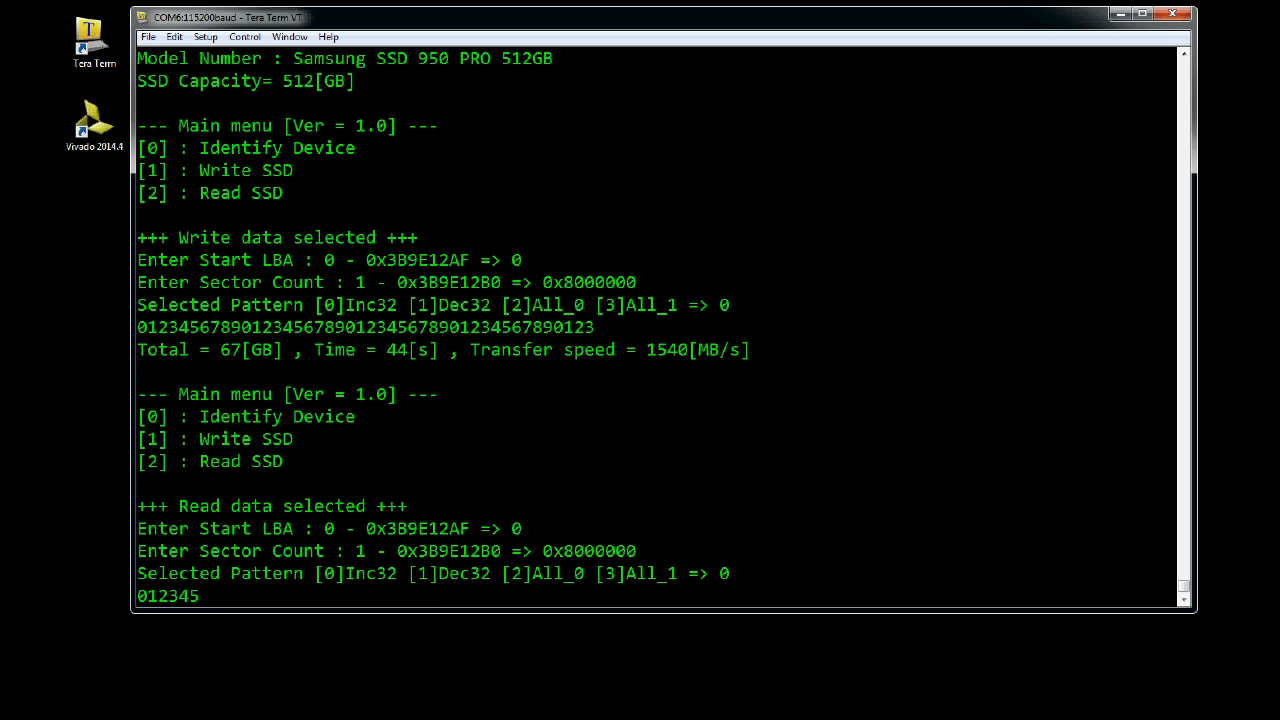 COM6:115200baud - Tera Term VT
File Edit Setup Control Window Help
Tera Term
Vivado 2014.4
Model Number : Samsung SSD 950 PRO 512GB
SSD Capacity= 512[GB]
--- Main menu [Ver = 1.0] ---
[0] : Identify Device
[1] : Write SSD
[2] : Read SSD
+++ Write data selected +++
Enter Start LBA : 0 - 0x3B9E12AF => 0
Enter Sector Count : 1 - 0x3B9E12B0 => 0x8000000
Selected Pattern [0]Inc32 [1]Dec32 [2]All_0 [3]All_1 => 0
01234567890123456789012345678901234567890123
Total = 67[GB] , Time = 44[s] , Transfer speed = 1540[MB/s]
--- Main menu [Ver = 1.0] ---
[0] : Identify Device
[1] : Write SSD
[2] : Read SSD
+++ Read data selected +++
Enter Start LBA : 0 - 0x3B9E12AF => 0
Enter Sector Count : 1 - 0x3B9E12B0 => 0x8000000
Selected Pattern [0]Inc32 [1]Dec32 [2]All_0 [3]All_1 => 0
012345